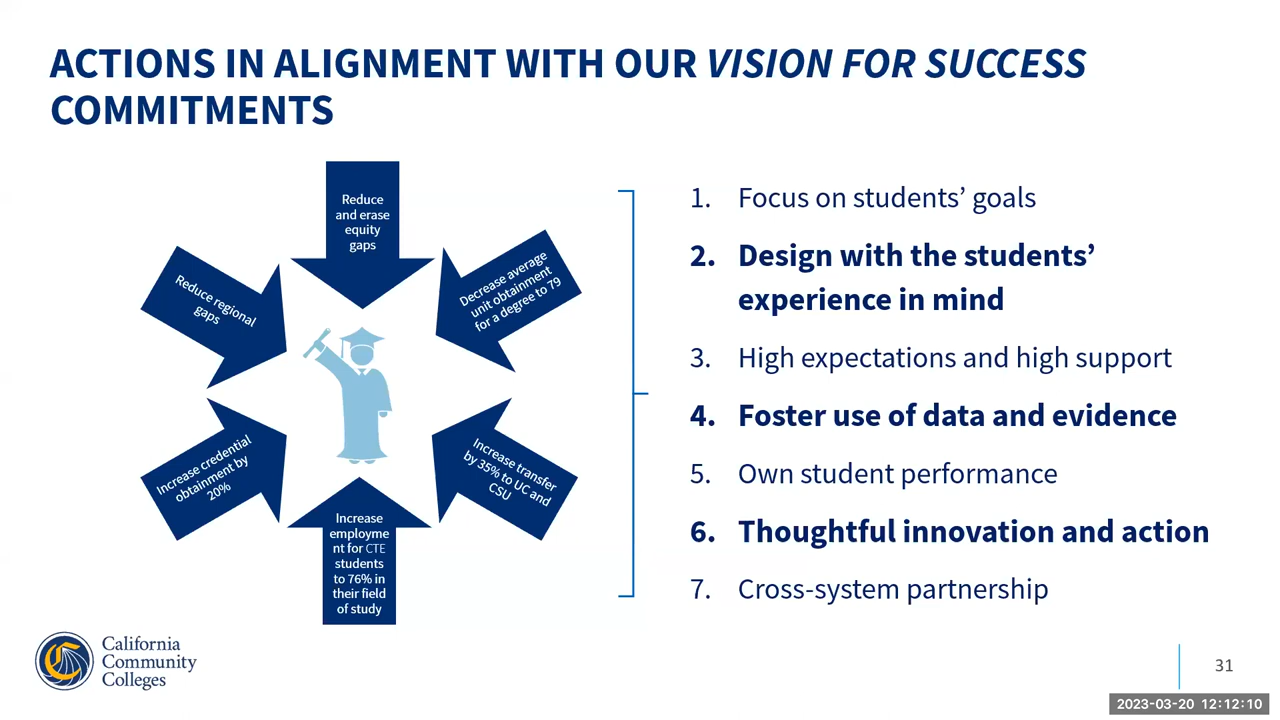 ACTIONS IN ALIGNMENT WITH OUR VISION FOR SUCCESS
COMMITMENTS
Reduce
and erase
equity
gaps
Decrease average
unit obtainment
for a degree to 79
Increase transfer
by 35% to UC and
CSU
Increase
employme
nt for CTE
students
to 76% in
their field
of study
Increase credential
obtainment by
20%
Reduce regional
gaps
1. Focus on students’ goals
2. Design with the students’
experience in mind
3. High expectations and high support
4. Foster use of data and evidence
5. Own student performance
6. Thoughtful innovation and action
7. Cross-system partnership
California
Community
Colleges
31
2023-03-20 12:12:10